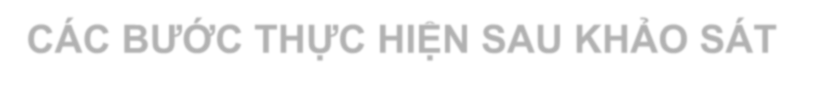 CÁC BƯỚC THỰC HIỆN SAU KHẢO SÁT